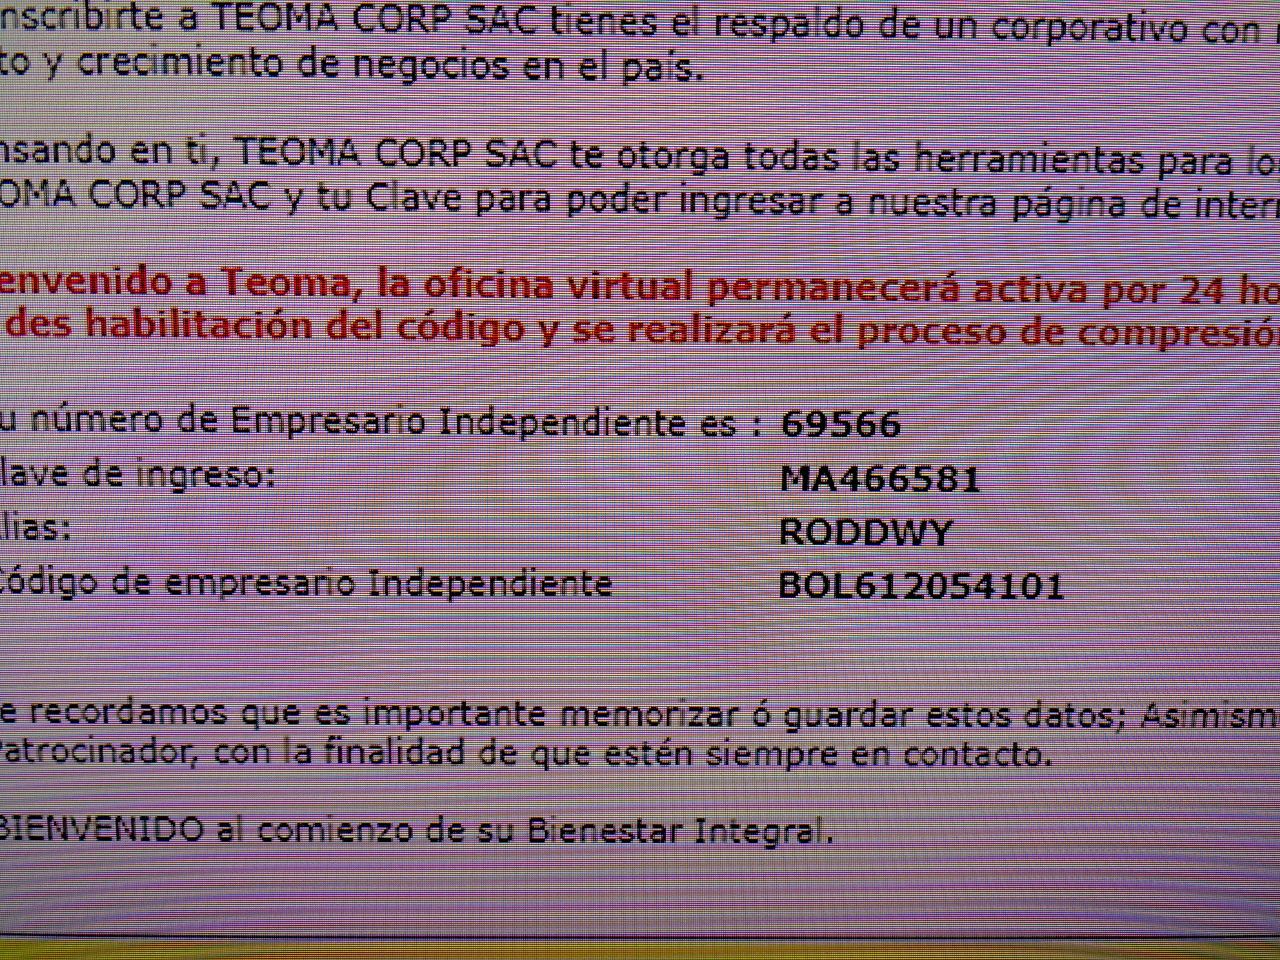 nscribirte a TEOMA CORP SAC tienes el respaldo de un corporativo con
to y crecimiento de negocios en el país.
nsando en ti, TEOMA CORP SAC te otorga todas las herramientas para lo
OMA CORP SAC y tu Clave para poder ingresar a nuestra página de inter
envenido a Teoma, la oficina virtual permanecerá activa por 24 ho
des habilitación del código y se realizará el proceso de compresió
u número de Empresario Independiente es : 69566
lave de ingreso: MA466581
lias: RODDWY
Código de empresario Independiente BOL612054101
e recordamos que es importante memorizar ó guardar estos datos; Asimism
Patrocinador, con la finalidad de que estén siempre en contacto.
BIENVENIDO al comienzo de su Bienestar Integral.